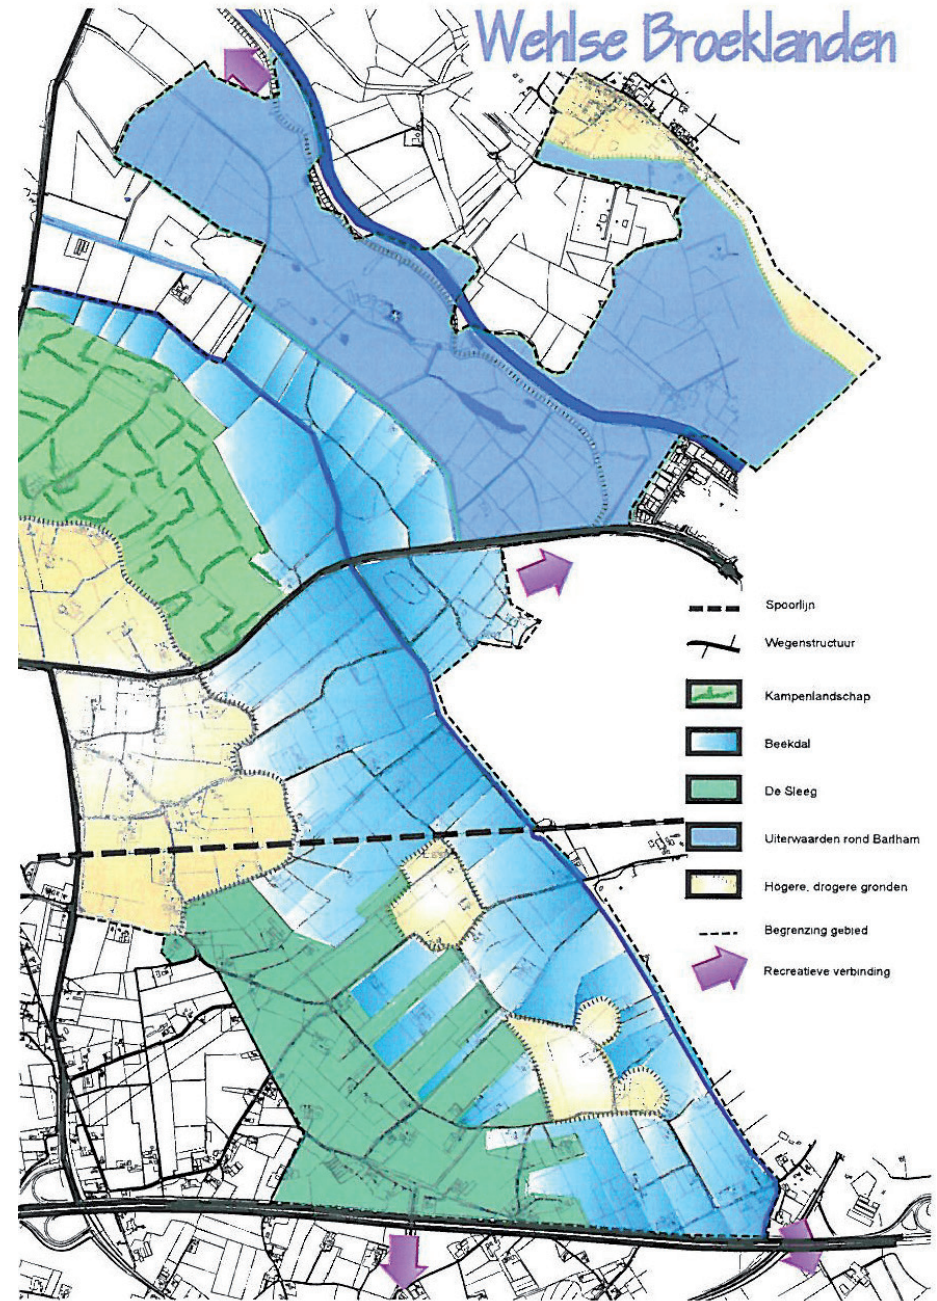 Wehlse Broeklanden
Spoorlijn
Wegenstructuur
Kampenlandschap
Beekdal
De Sleeg
Uiterwaarden rond Barlham
Hogere, drogere gronden
Begrenzing gebied
Recreatieve verbinding